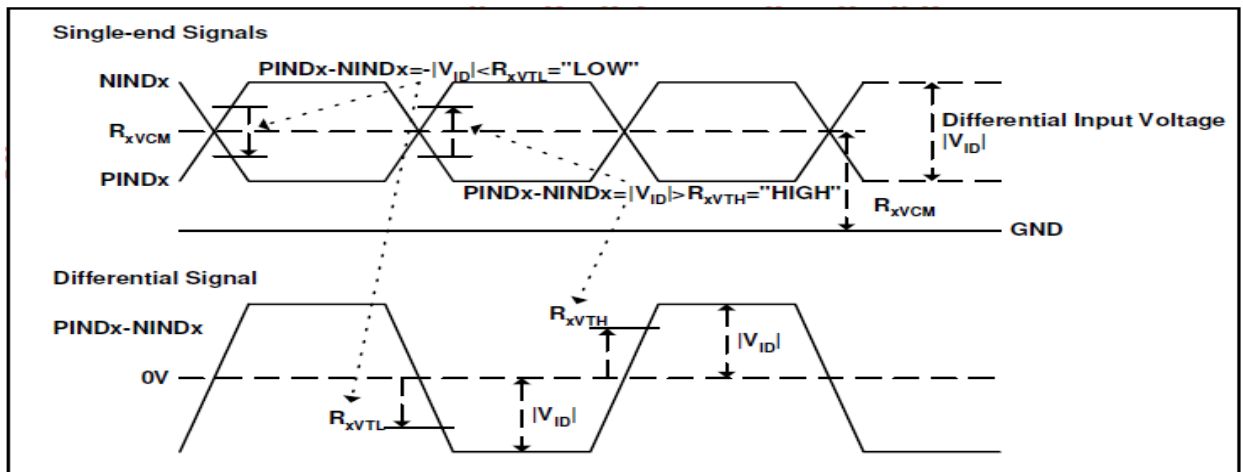 Single-end Signals
PINDx-NINDx=-|VID|<RxVTL="LOW"
NINDx
RxVCM
Differential Input Voltage
|VID|
PINDx
PINDx-NINDx=|VID|>RxVTH="HIGH"
RxVCM
GND
Differential Signal
RxVTH
PINDx-NINDx
|VID|
0V
RxVTL
|VID|